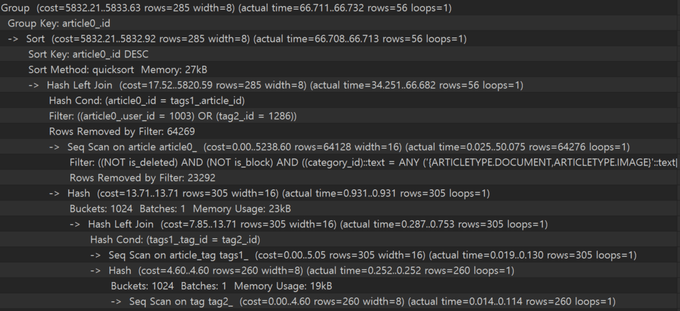 Group (cost=5832.21..5833.63 rows=285 width=8) (actual time=66.711..66.732 rows=56 loops=1)
Group Key: article0_.id
-> Sort (cost=5832.21..5832.92 rows=285 width=8) (actual time=66.708..66.713 rows=56 loops=1)
Sort Key: article0_.id DESC
Sort Method: quicksort Memory: 27kB
-> Hash Left Join (cost=17.52..5820.59 rows=285 width=8) (actual time=34.251..66.682 rows=56 loops=1)
Hash Cond: (article0_.id = tags1_.article_id)
Filter: ((article0_.user_id = 1003) OR (tag2_.id = 1286))
Rows Removed by Filter: 64269
-> Seq Scan on article article0_ (cost=0.00..5238.60 rows=64128 width=16) (actual time=0.025..50.075 rows=64276 loops=1)
Filter: ((NOT is_deleted) AND (NOT is_block) AND ((category_id)::text = ANY ('{ARTICLETYPE.DOCUMENT,ARTICLETYPE.IMAGE}'::text
Rows Removed by Filter: 23292
-> Hash (cost=13.71..13.71 rows=305 width=16) (actual time=0.931..0.931 rows=305 loops=1)
Buckets: 1024 Batches: 1 Memory Usage: 23kB
-> Hash Left Join (cost=7.85..13.71 rows=305 width=16) (actual time=0.287..0.753 rows=305 loops=1)
Hash Cond: (tags1_.tag_id = tag2_.id)
-> Seq Scan on article_tag tags1_ (cost=0.00..5.05 rows=305 width=16) (actual time=0.019..0.130 rows=305 loops=1)
-> Hash (cost=4.60..4.60 rows=260 width=8) (actual time=0.252..0.252 rows=260 loops=1)
Buckets: 1024 Batches: 1 Memory Usage: 19kB
-> Seq Scan on tag tag2_ (cost=0.00..4.60 rows=260 width=8) (actual time=0.014..0.114 rows=260 loops=1)